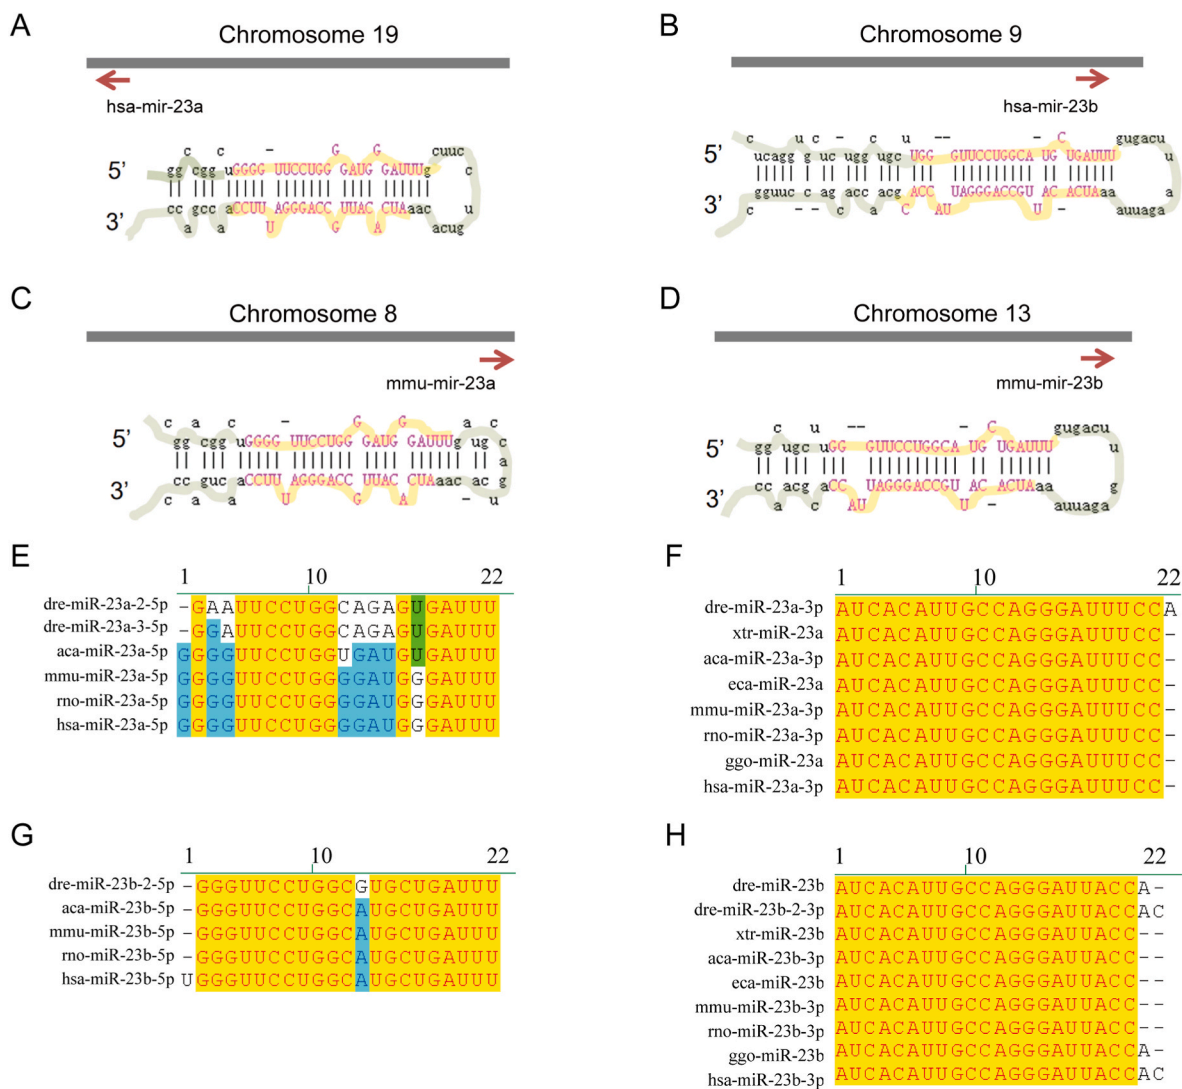 A
Chromosome 19
hsa-mir-23a
c c - G G cuuc
5' gg cgg uGGGG UUCCUGG GAUG GAUUUg c
3' cc gcc aCCUU AGGGACC UUAC CUAaac u
a a U G A acug
B
Chromosome 9
hsa-mir-23b
c u c - c u -- - C gugacu
5' ucagg g uc ugg ugc UGG GUUCCUGGCA UG UGAUUU u
3' gguuc c ag acc acg ACC UAGGGACCGU AC ACUAaa a
c -- c a C AU U - auuaga
C
Chromosome 8
mmu-mir-23a
c a c - G G a c
5' gg cgg uGGGG UUCCUGG GAUG GAUUUg ug c
a
3' cc guc aCCUU AGGGACC UUAC CUAaac ac g
c a a U G A - u
D
Chromosome 13
mmu-mir-23b
c u -- - C gugacu
5' gg ugc uGG GUUCCUGGCA UG UGAUUU
3' cc acg aCC UAGGGACCGU AC ACUAaa g
a c AU U - auuaga
E
1 10 22
dre-miR-23a-2-5p -GAAUUCCUGGCAGAGUGAUUU
dre-miR-23a-3-5p -GGAUUCCUGGCAGAGUGAUUU
aca-miR-23a-5p GGGGUUCCUGGUGAUGUGAUUU
mmu-miR-23a-5p GGGGUUCCUGGGGAUGGGAUUU
rno-miR-23a-5p GGGGUUCCUGGGGAUGGGAUUU
hsa-miR-23a-5p GGGGUUCCUGGGGAUGGGAUUU
F
1 10 22
dre-miR-23a-3p AUCACAUUGCCAGGGAUUUCCA
xtr-miR-23a AUCACAUUGCCAGGGAUUUCC-
aca-miR-23a-3p AUCACAUUGCCAGGGAUUUCC-
eca-miR-23a AUCACAUUGCCAGGGAUUUCC-
mmu-miR-23a-3p AUCACAUUGCCAGGGAUUUCC-
rno-miR-23a-3p AUCACAUUGCCAGGGAUUUCC-
ggo-miR-23a AUCACAUUGCCAGGGAUUUCC-
hsa-miR-23a-3p AUCACAUUGCCAGGGAUUUCC-
G
1 10 22
dre-miR-23b-2-5p -GGGUUCCUGGCGUGCUGAUUU
aca-miR-23b-5p -GGGUUCCUGGCAUGCUGAUUU
mmu-miR-23b-5p -GGGUUCCUGGCAUGCUGAUUU
rno-miR-23b-5p -GGGUUCCUGGCAUGCUGAUUU
hsa-miR-23b-5p UGGGUUCCUGGCAUGCUGAUUU
H
1 10 22
dre-miR-23b AUCACAUUGCCAGGGAUUACCA-
dre-miR-23b-2-3p AUCACAUUGCCAGGGAUUACCAC
xtr-miR-23b AUCACAUUGCCAGGGAUUACC--
aca-miR-23b-3p AUCACAUUGCCAGGGAUUACC--
eca-miR-23b AUCACAUUGCCAGGGAUUACC--
mmu-miR-23b-3p AUCACAUUGCCAGGGAUUACC--
rno-miR-23b-3p AUCACAUUGCCAGGGAUUACC--
ggo-miR-23b AUCACAUUGCCAGGGAUUACCA-
hsa-miR-23b-3p AUCACAUUGCCAGGGAUUACCAC